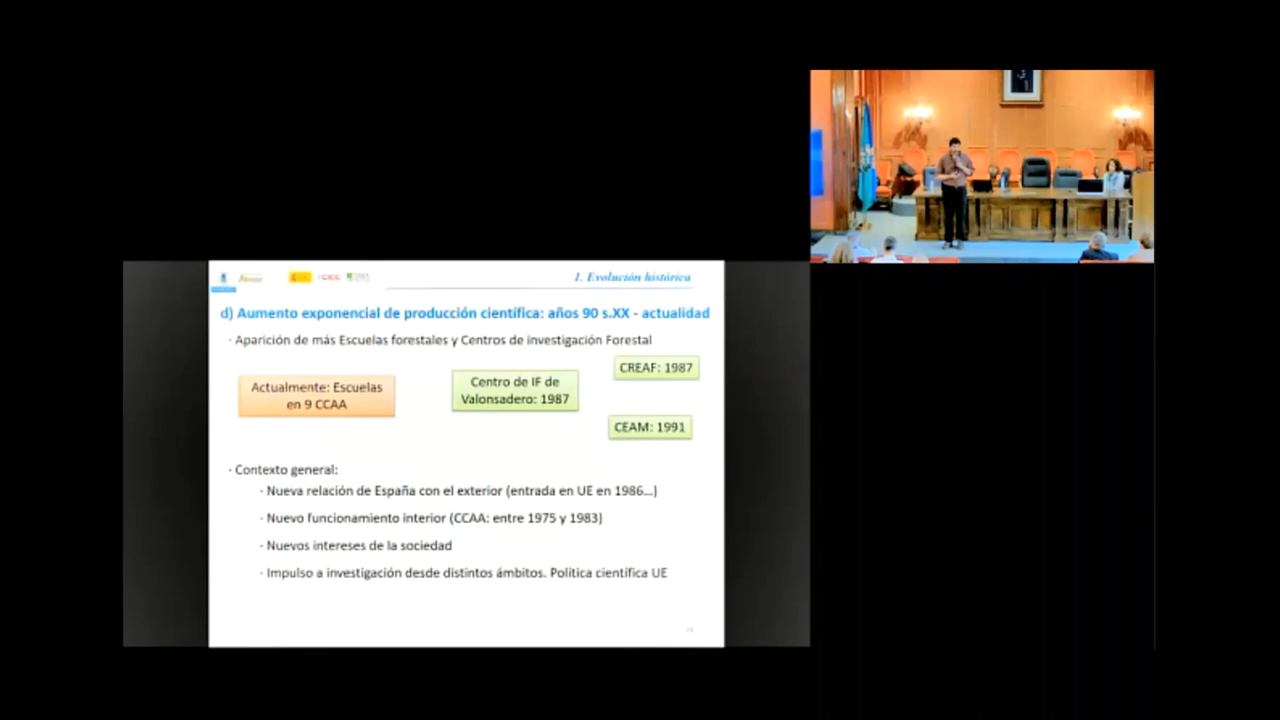 1. Evolución histórica
d) Aumento exponencial de producción científica: años 90 s.XX - actualidad
· Aparición de más Escuelas forestales y Centros de investigación Forestal
CREAF: 1987
Actualmente: Escuelas
en 9 CCAA
Centro de IF de
Valonsadero: 1987
CEAM: 1991
· Contexto general:
- Nueva relación de España con el exterior (entrada en UE en 1986...)
- Nuevo funcionamiento interior (CCAA: entre 1975 y 1983)
- Nuevos intereses de la sociedad
- Impulso a investigación desde distintos ámbitos. Política científica UE